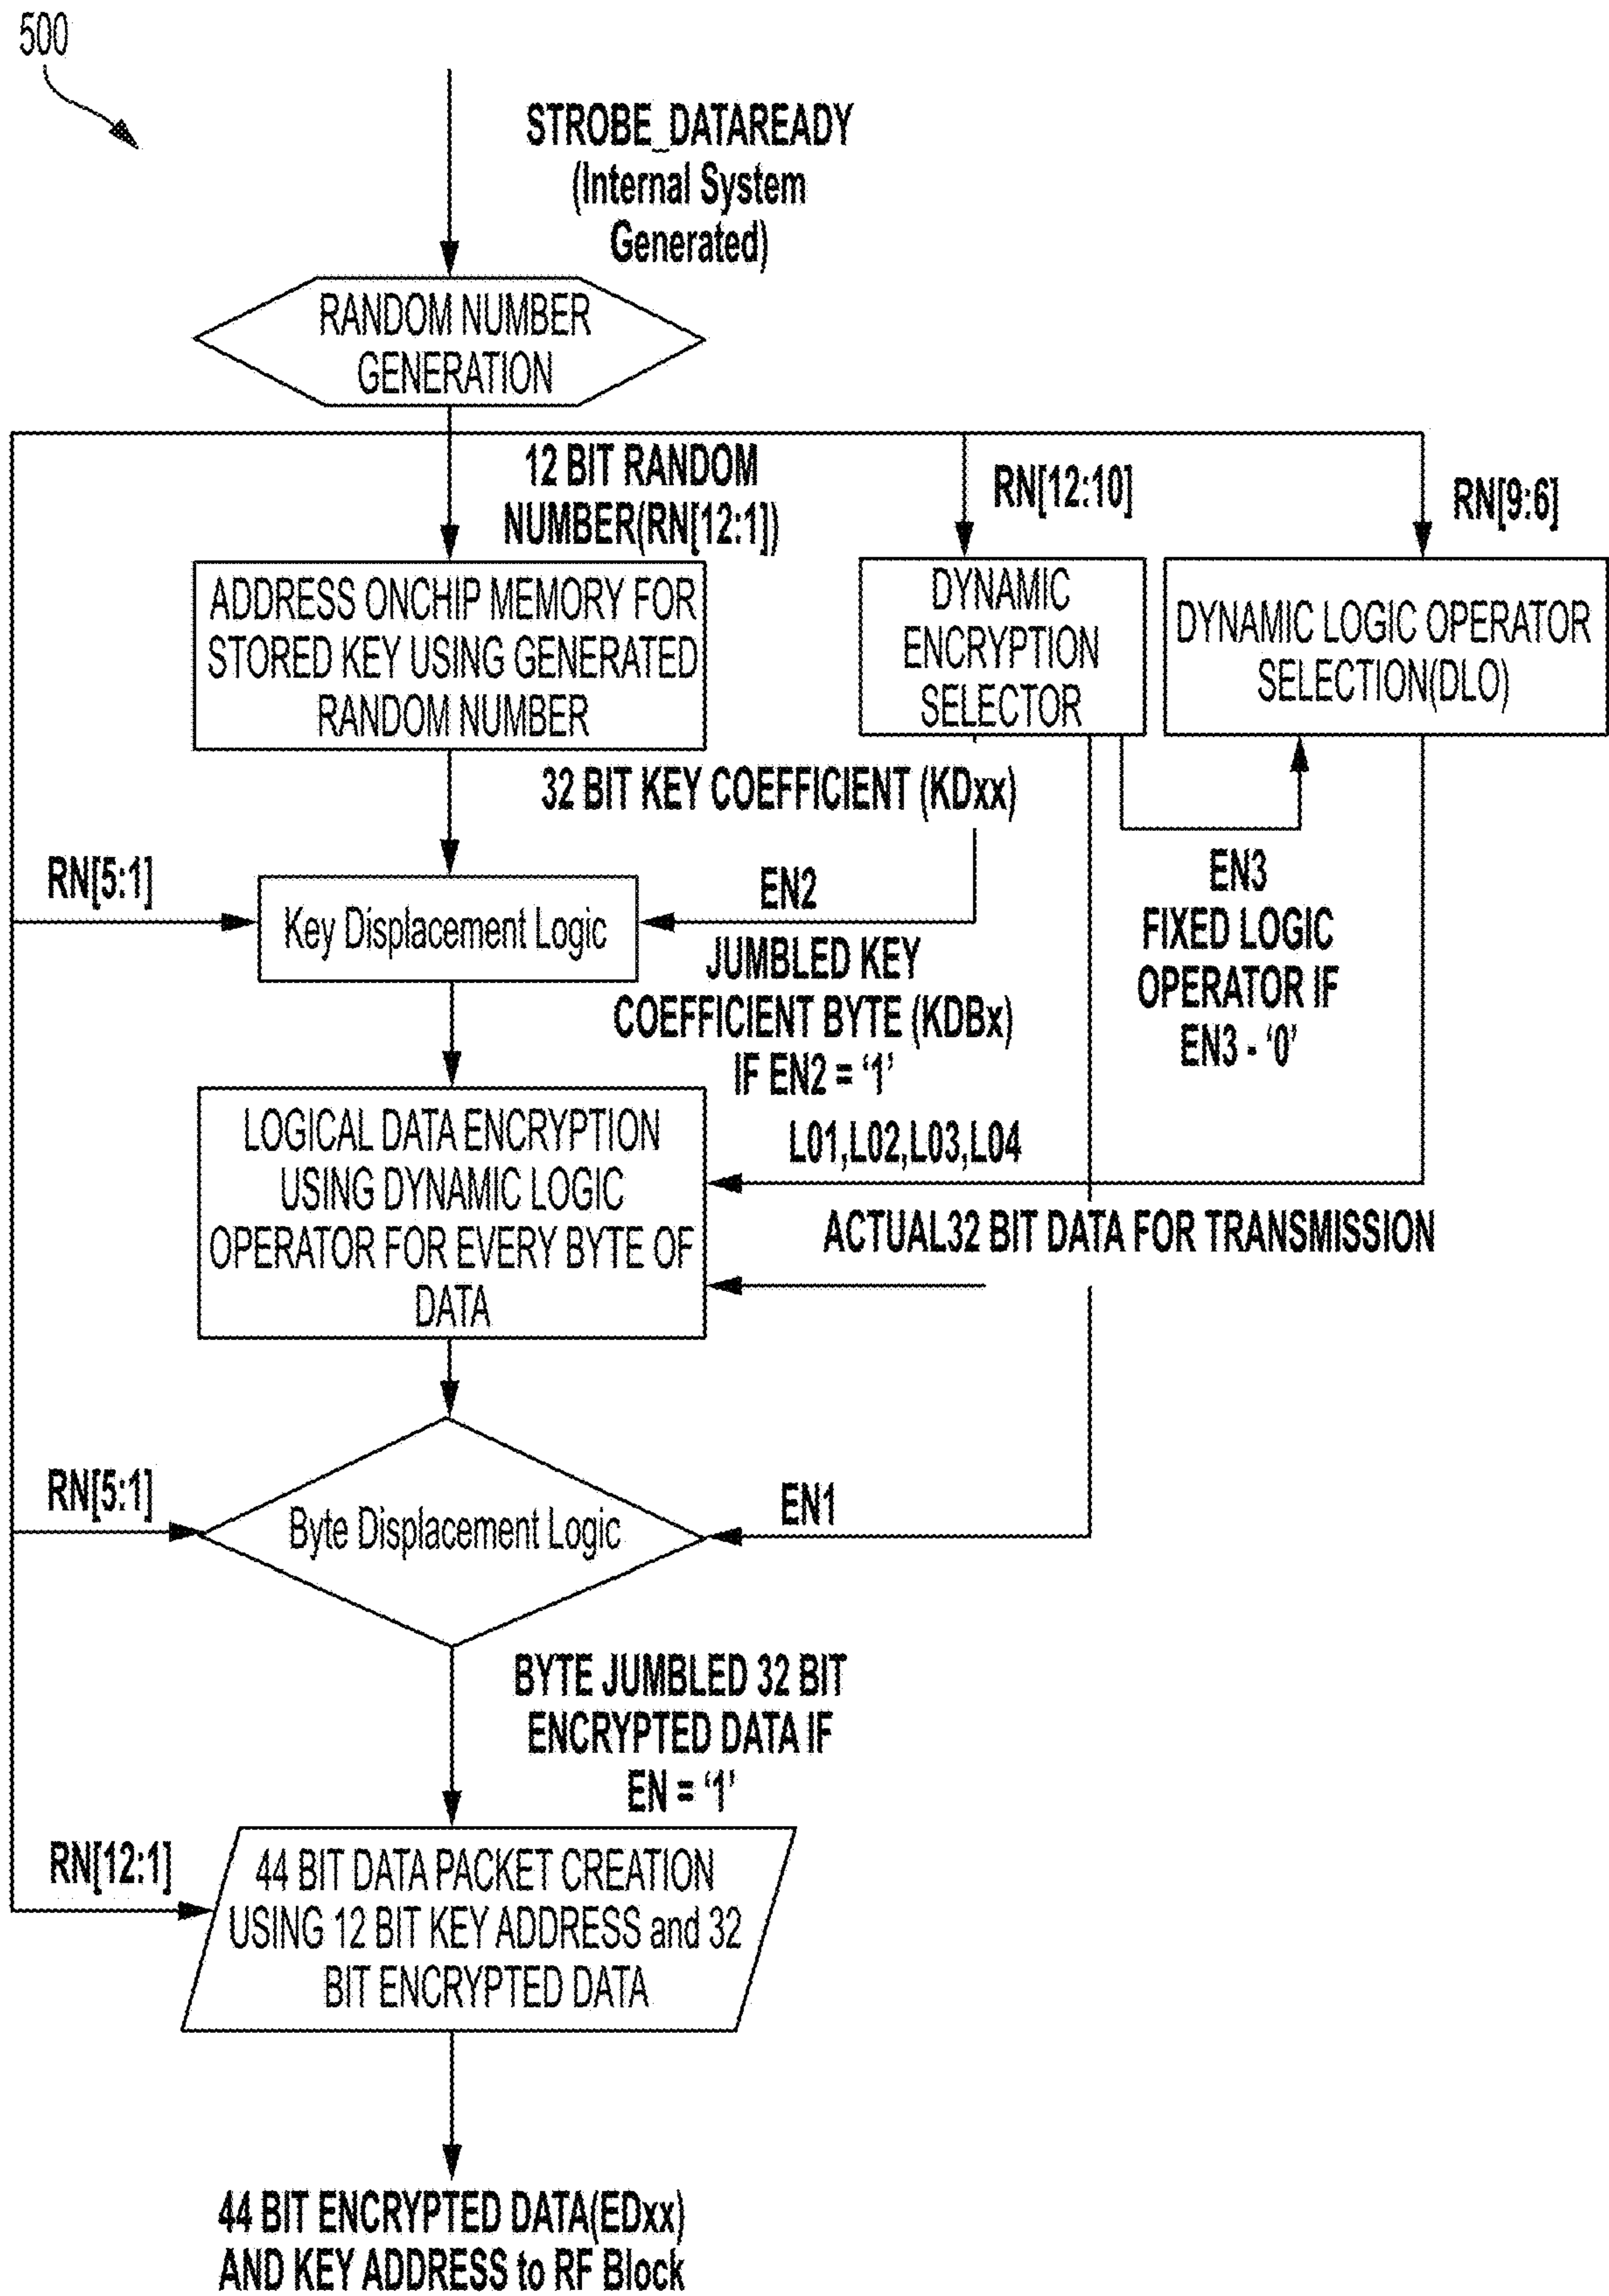 500
STROBE_DATAREADY
(Internal System
Generated)
RANDOM NUMBER
GENERATION
12 BIT RANDOM
NUMBER(RN[12:1])
RN[12:10]
RN[9:6]
ADDRESS ONCHIP MEMORY FOR
STORED KEY USING GENERATED
RANDOM NUMBER
DYNAMIC
ENCRYPTION
SELECTOR
DYNAMIC LOGIC OPERATOR
SELECTION(DLO)
32 BIT KEY COEFFICIENT (KDxx)
RN[5:1]
Key Displacement Logic
EN2
EN3
FIXED LOGIC
OPERATOR IF
EN3 - ‘0’
JUMBLED KEY
COEFFICIENT BYTE (KDBx)
IF EN2 = ‘1’
LOGICAL DATA ENCRYPTION
USING DYNAMIC LOGIC
OPERATOR FOR EVERY BYTE OF
DATA
L01,L02,L03,L04
ACTUAL32 BIT DATA FOR TRANSMISSION
RN[5:1]
Byte Displacement Logic
EN1
BYTE JUMBLED 32 BIT
ENCRYPTED DATA IF
EN = ‘1’
RN[12:1]
44 BIT DATA PACKET CREATION
USING 12 BIT KEY ADDRESS and 32
BIT ENCRYPTED DATA
44 BIT ENCRYPTED DATA(EDxx)
AND KEY ADDRESS to RF Block